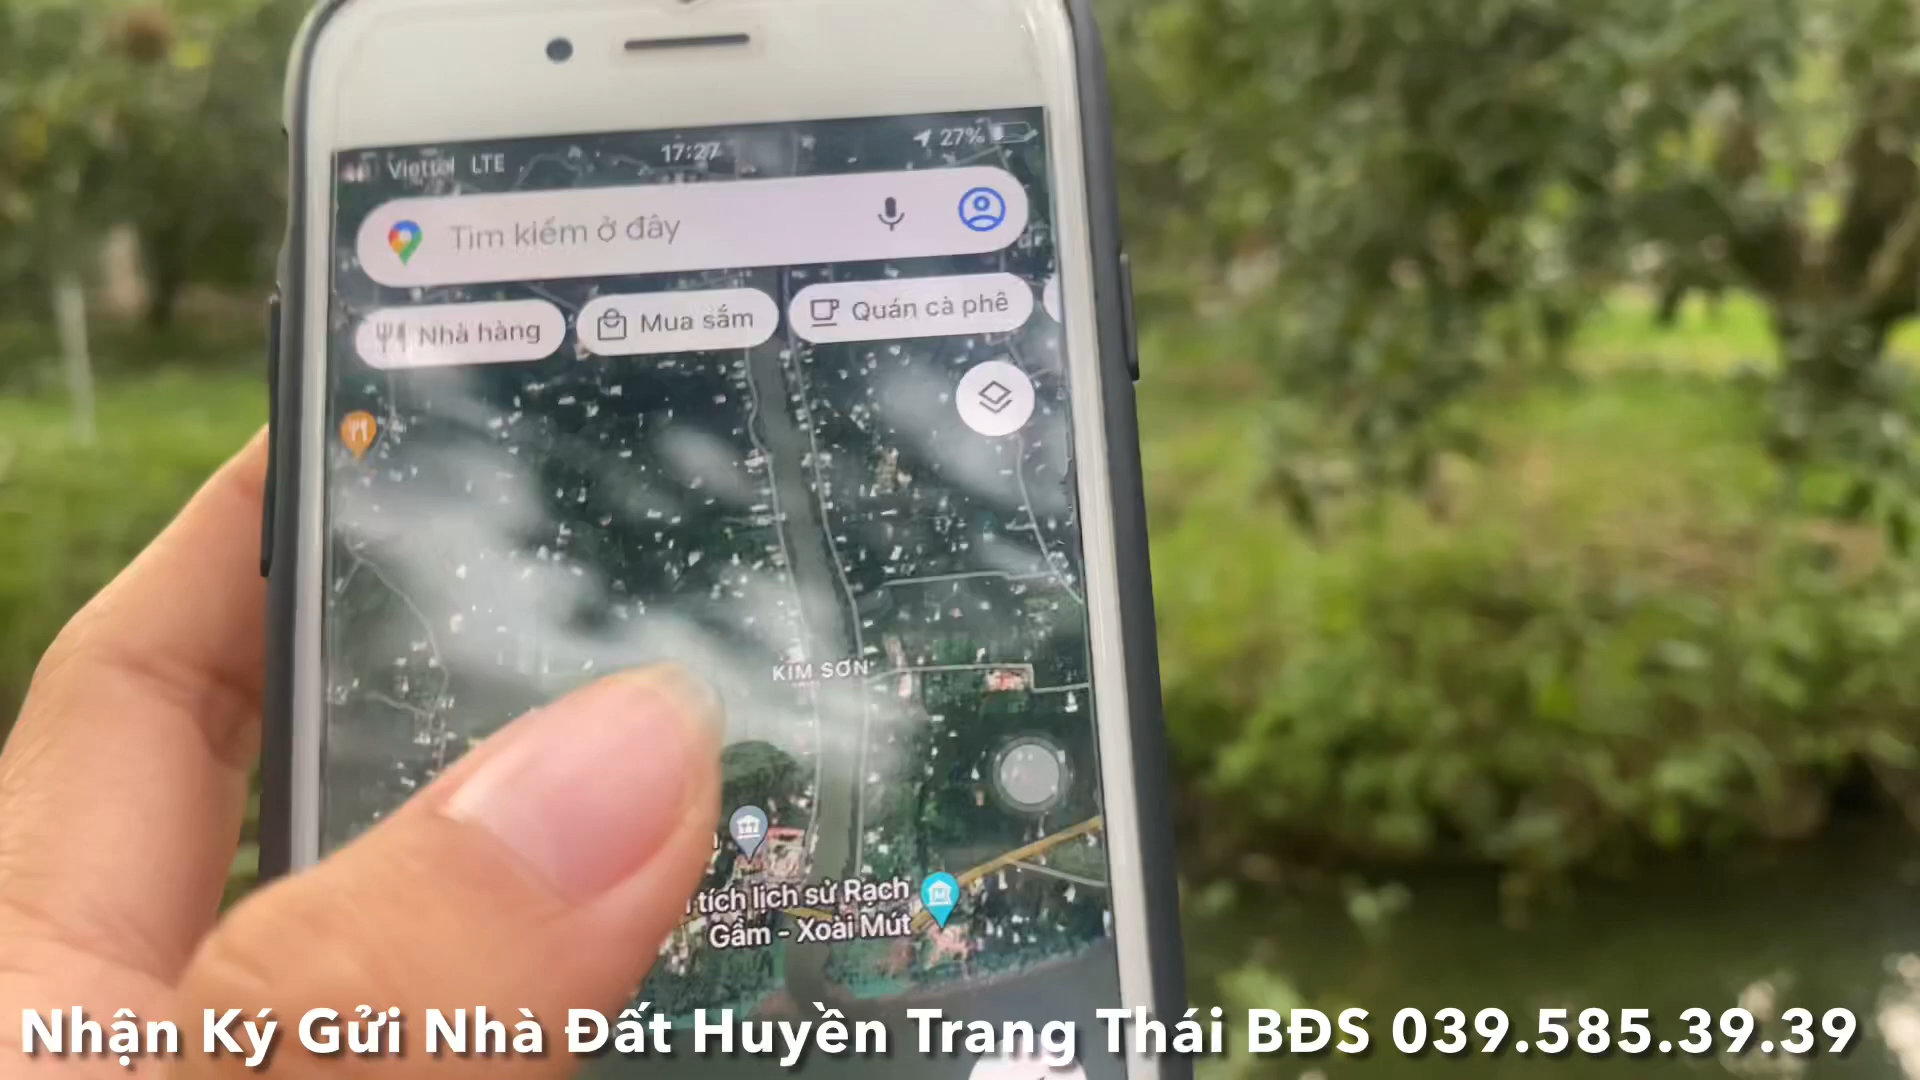 Viettel LTE 17:27 27%
Tìm kiếm ở đây
Nhà hàng Mua sắm Quán cà phê
KIM SƠN
tích lịch sử Rạch
Gầm - Xoài Mút
Nhận Ký Gửi Nhà Đất Huyền Trang Thái BĐS 039.585.39.39